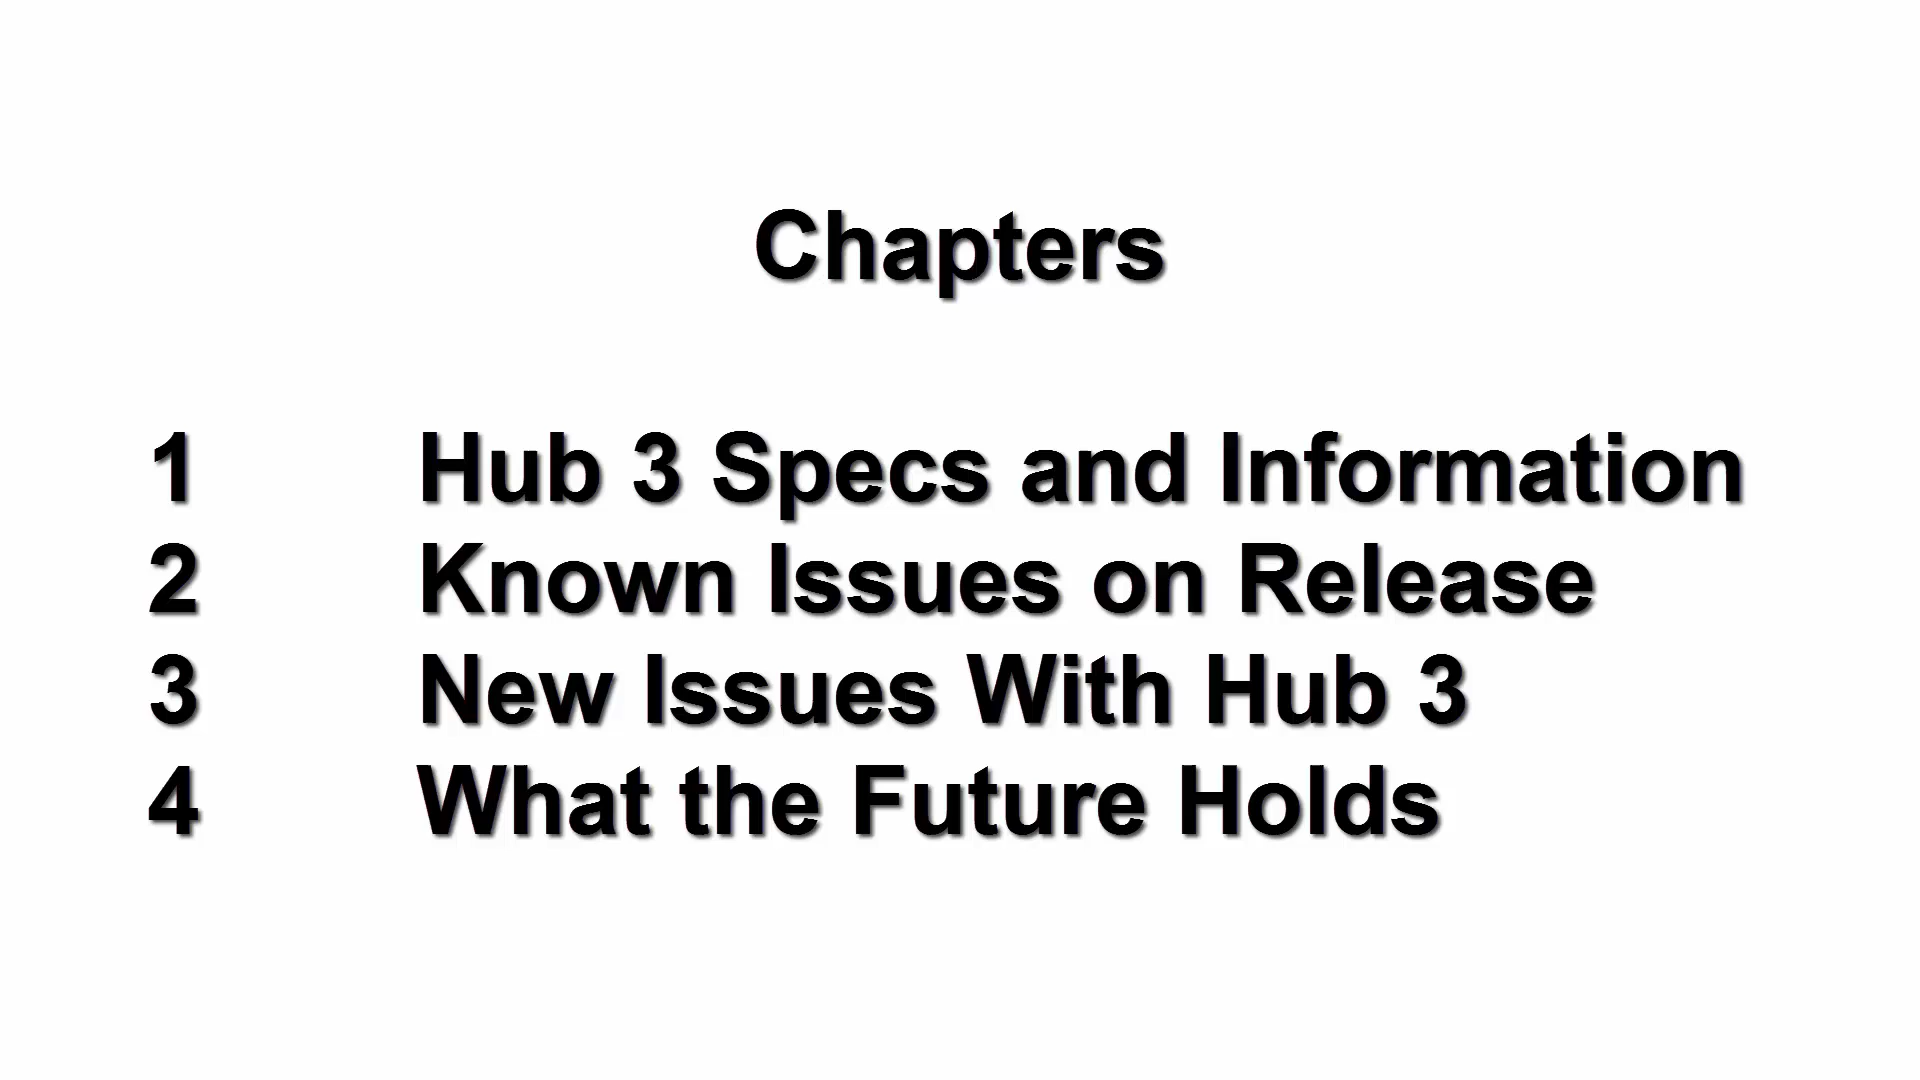 Chapters
1 Hub 3 Specs and Information
2 Known Issues on Release
3 New Issues With Hub 3
4 What the Future Holds